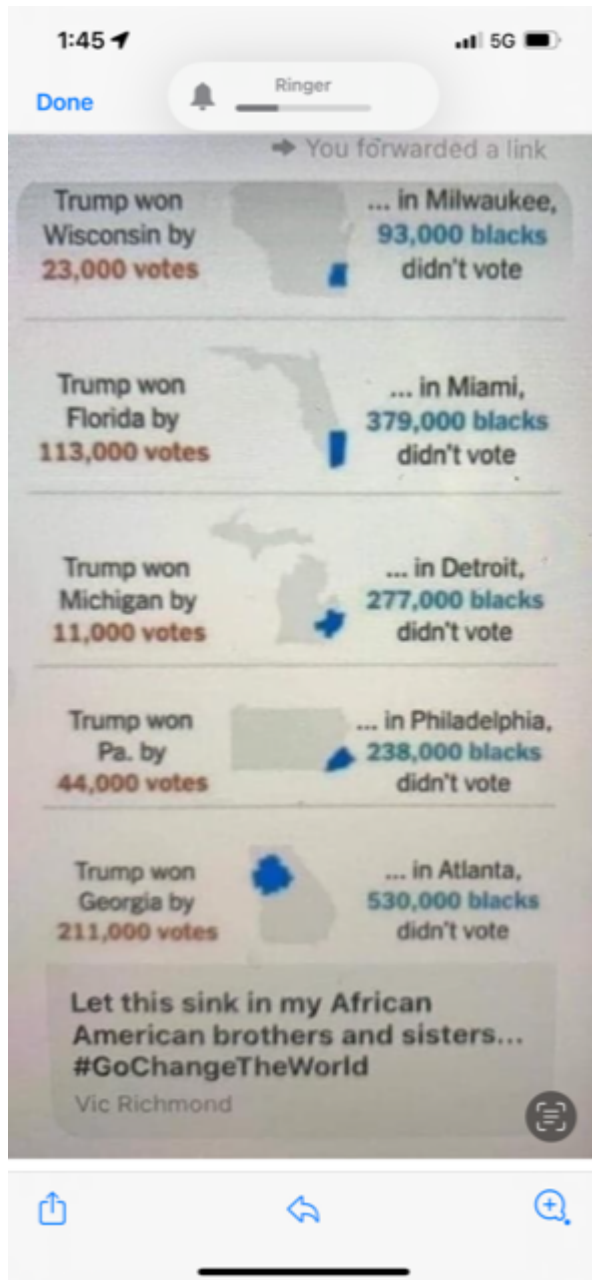 1:45
5G
Done
Ringer
You forwarded a link
Trump won
Wisconsin by
23,000 votes
... in Milwaukee,
93,000 blacks
didn't vote
Trump won
Florida by
113,000 votes
... in Miami,
379,000 blacks
didn't vote
Trump won
Michigan by
11,000 votes
... in Detroit,
277,000 blacks
didn't vote
Trump won
Pa. by
44,000 votes
... in Philadelphia,
238,000 blacks
didn't vote
Trump won
Georgia by
211,000 votes
... in Atlanta,
530,000 blacks
didn't vote
Let this sink in my African
American brothers and sisters...
#GoChangeTheWorld
Vic Richmond